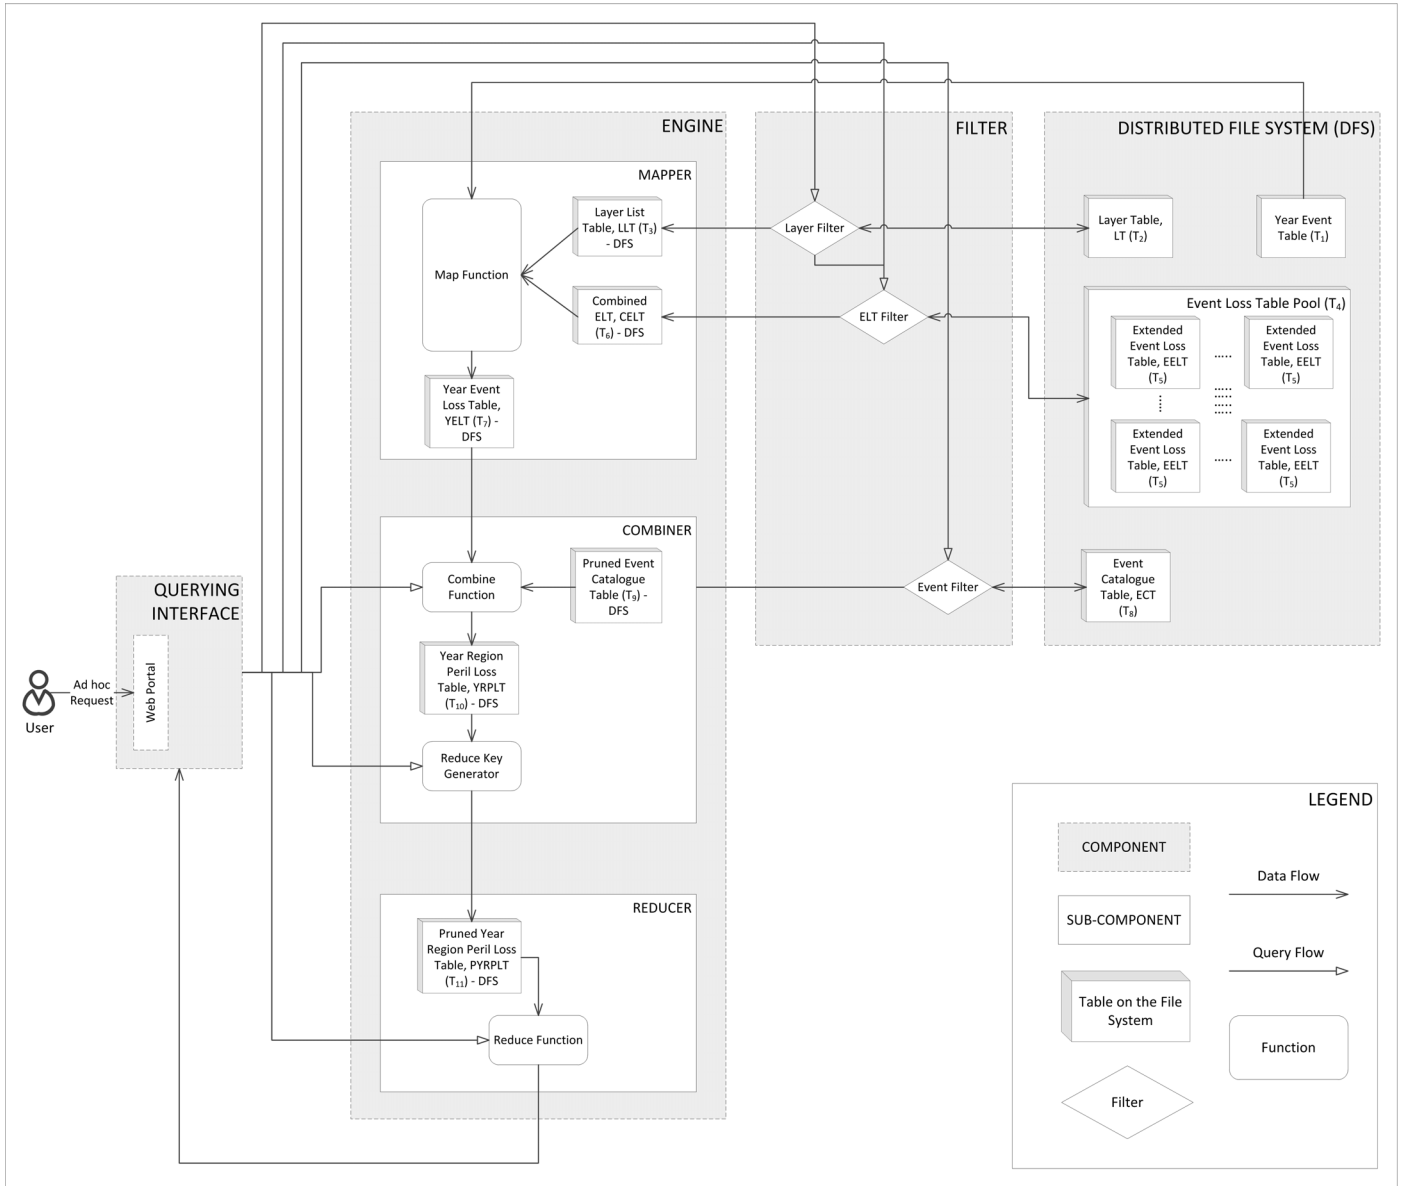 ENGINE
FILTER
DISTRIBUTED FILE SYSTEM (DFS)
MAPPER
Map Function
Layer List
Table, LLT (T3)
- DFS
Combined
ELT, CELT
(T6) - DFS
Year Event
Loss Table,
YELT (T7) -
DFS
Layer Filter
ELT Filter
Layer Table,
LT (T2)
Year Event
Table (T1)
Event Loss Table Pool (T4)
Extended
Event Loss
Table, EELT
(T5)
.....
Extended
Event Loss
Table, EELT
(T5)
Extended
Event Loss
Table, EELT
(T5)
.....
Extended
Event Loss
Table, EELT
(T5)
COMBINER
Combine
Function
Pruned Event
Catalogue
Table (T9) -
DFS
Event Filter
Event
Catalogue
Table, ECT
(T8)
Year Region
Peril Loss
Table, YRPLT
(T10) - DFS
Reduce Key
Generator
QUERYING
INTERFACE
Web Portal
Ad hoc
Request
User
REDUCER
Pruned Year
Region Peril Loss
Table, PYRPLT
(T11) - DFS
Reduce Function
LEGEND
COMPONENT
SUB-COMPONENT
Table on the File
System
Filter
Data Flow
Query Flow
Function